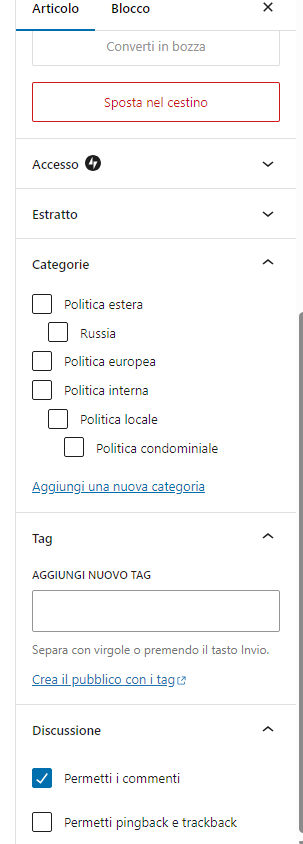 Articolo Blocco
Converti in bozza
Sposta nel cestino
Accesso
Estratto
Categorie
Politica estera
Russia
Politica europea
Politica interna
Politica locale
Politica condominiale
Aggiungi una nuova categoria
Tag
AGGIUNGI NUOVO TAG
Separa con virgole o premendo il tasto Invio.
Crea il pubblico con i tag
Discussione
Permetti i commenti
Permetti pingback e trackback